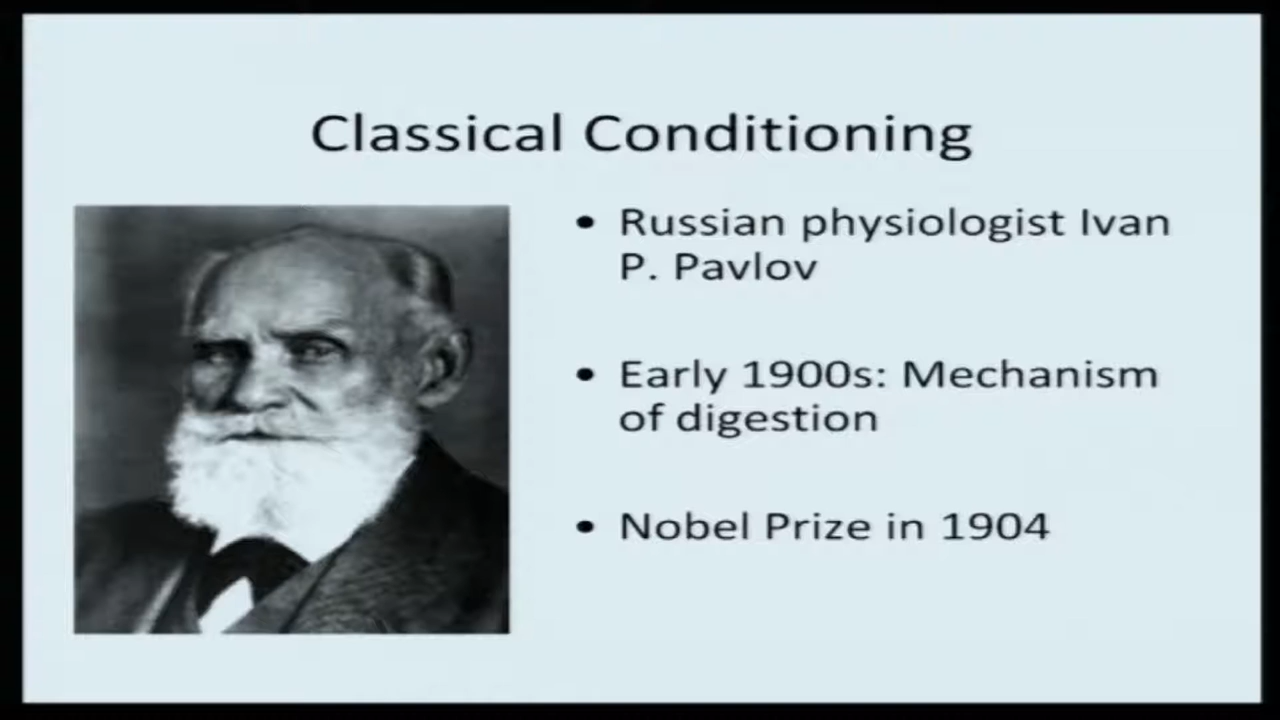 Classical Conditioning
• Russian physiologist Ivan
P. Pavlov
• Early 1900s: Mechanism
of digestion
• Nobel Prize in 1904